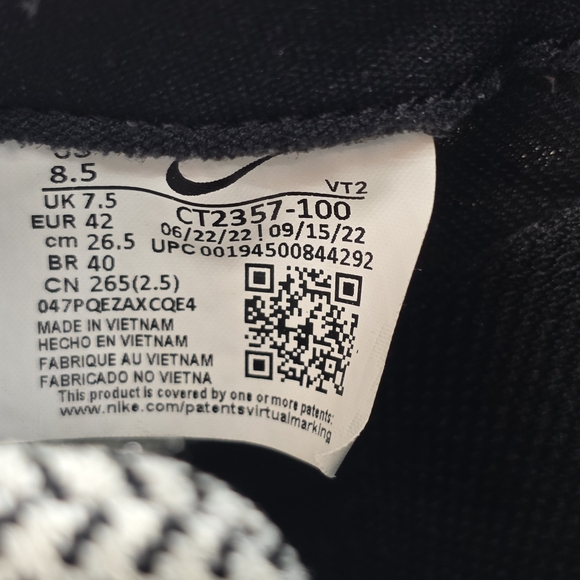 US
8.5
VT2
UK 7.5
EUR 42
cm 26.5
BR 40
CN 265(2.5)
CT2357-100
06/22/22 | 09/15/22
UPC 00194500844292
047PQEZAXCQE4
MADE IN VIETNAM
HECHO EN VIETNAM
FABRIQUE AU VIETNAM
FABRICADO NO VIETNA
This product is covered by one or more patents:
www.nike.com/patentsvirtualmarking